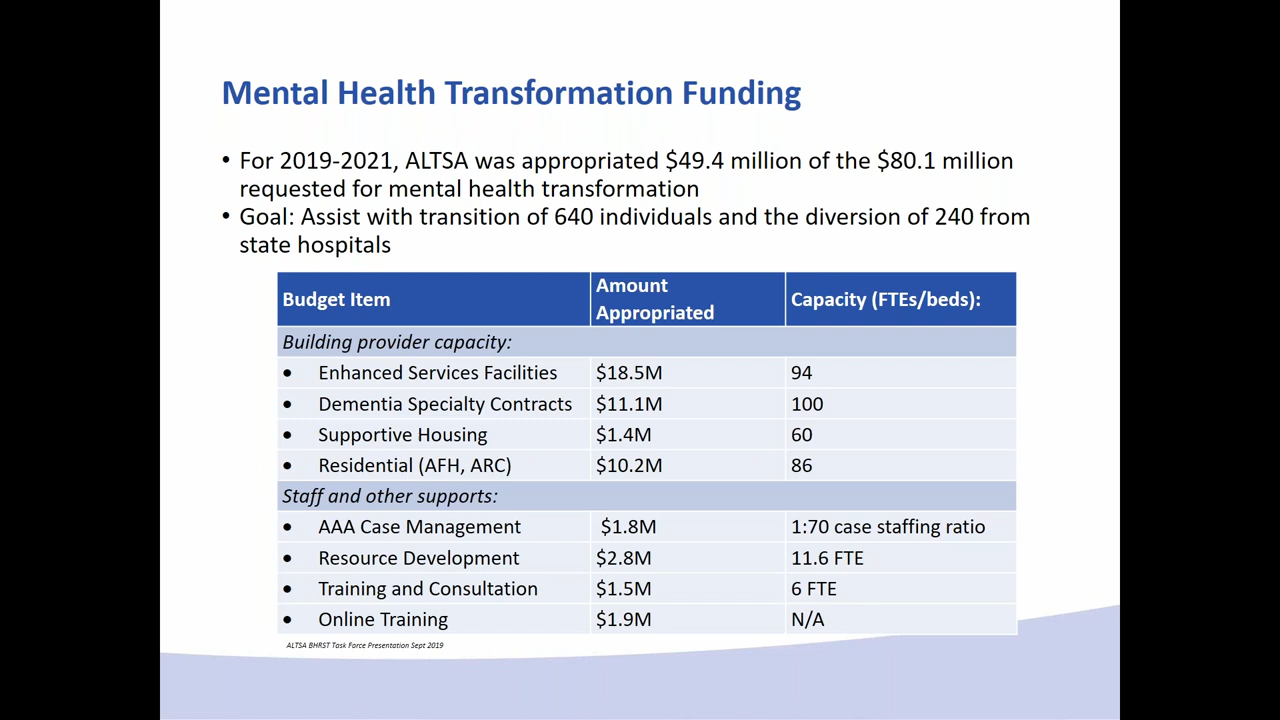 Mental Health Transformation Funding
• For 2019-2021, ALTSA was appropriated $49.4 million of the $80.1 million
requested for mental health transformation
• Goal: Assist with transition of 640 individuals and the diversion of 240 from
state hospitals
Budget Item Amount Appropriated Capacity (FTEs/beds):
Building provider capacity:
• Enhanced Services Facilities $18.5M 94
• Dementia Specialty Contracts $11.1M 100
• Supportive Housing $1.4M 60
• Residential (AFH, ARC) $10.2M 86
Staff and other supports:
• AAA Case Management $1.8M 1:70 case staffing ratio
• Resource Development $2.8M 11.6 FTE
• Training and Consultation $1.5M 6 FTE
• Online Training $1.9M N/A
ALTSA BHRST Task Force Presentation Sept 2019